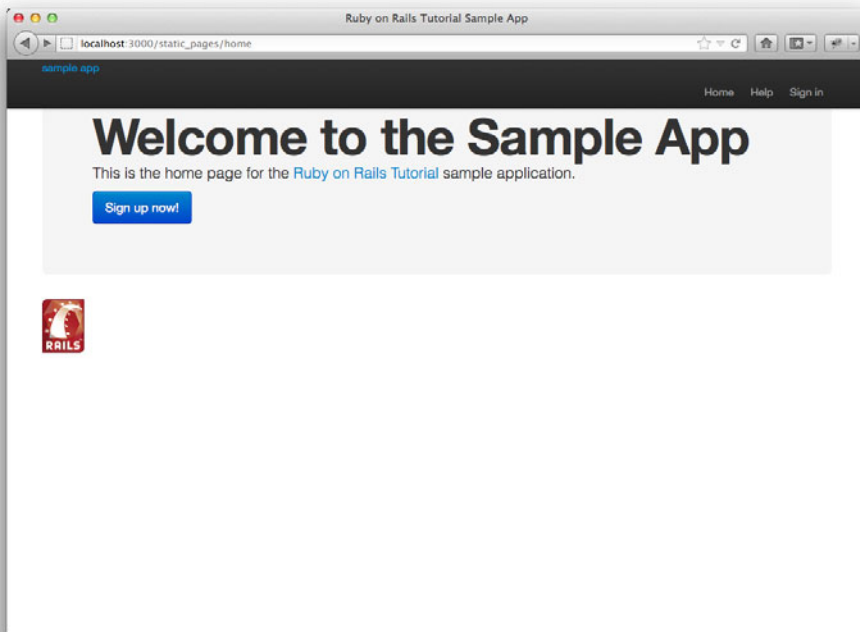 Ruby on Rails Tutorial Sample App
localhost:3000/static_pages/home
sample app
Home Help Sign in
Welcome to the Sample App
This is the home page for the Ruby on Rails Tutorial sample application.
Sign up now!
RAILS